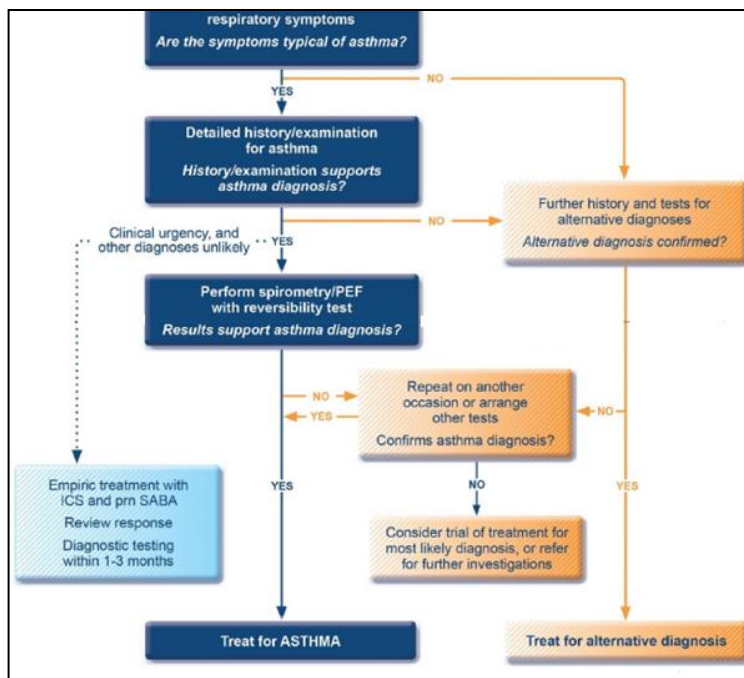 respiratory symptoms
Are the symptoms typical of asthma?
NO
YES
Detailed history/examination
for asthma
History/examination supports
asthma diagnosis?
Further history and tests for
alternative diagnoses
Alternative diagnosis confirmed?
NO
Clinical urgency, and
other diagnoses unlikely
YES
Perform spirometry/PEF
with reversibility test
Results support asthma diagnosis?
NO
YES
Repeat on another
occasion or arrange
other tests
Confirms asthma diagnosis?
NO
Empiric treatment with
ICS and prn SABA
Review response
Diagnostic testing
within 1-3 months
YES
NO
YES
Consider trial of treatment for
most likely diagnosis, or refer
for further investigations
Treat for ASTHMA
Treat for alternative diagnosis